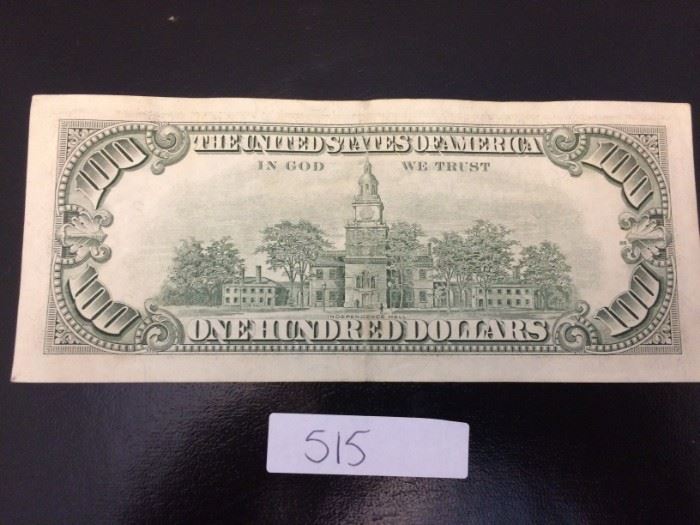 100 THE UNITED STATES OF AMERICA 100
IN GOD WE TRUST
INDEPENDENCE HALL
100 ONE HUNDRED DOLLARS 100
515